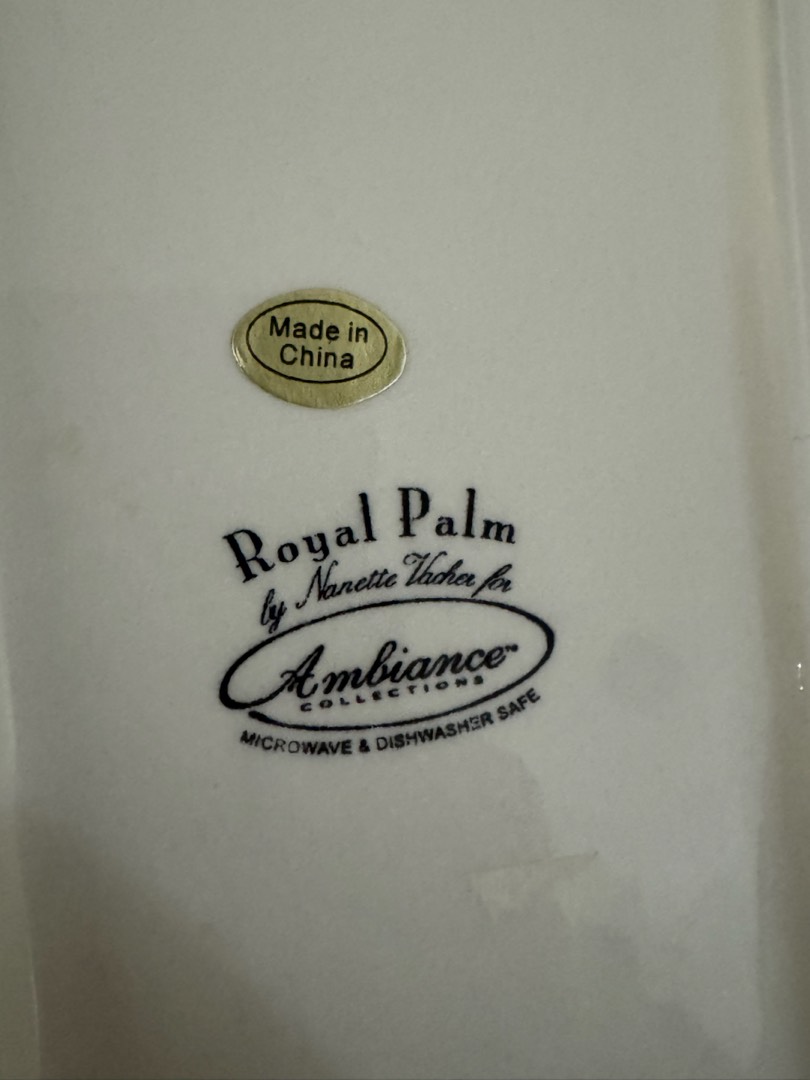 Made in
China
Royal Palm
by Nanette Vacher for
Ambiance™
COLLECTIONS
MICROWAVE & DISHWASHER SAFE